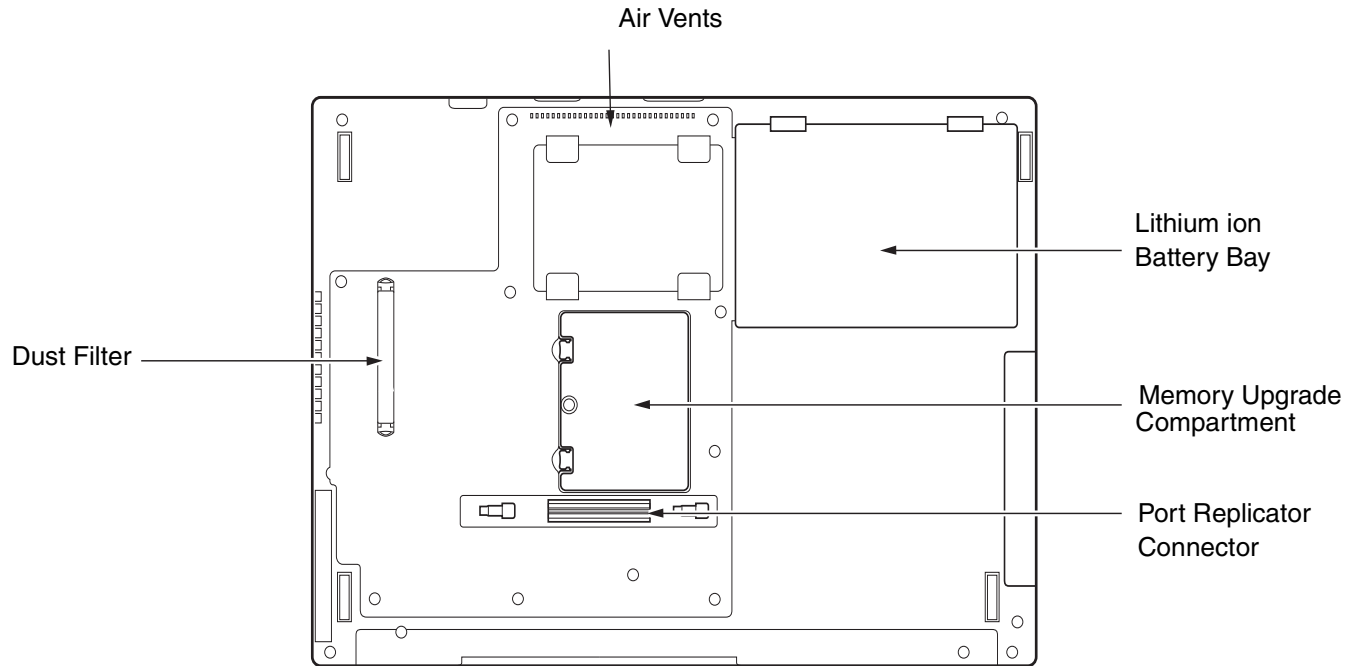 Air Vents
Lithium ion
Battery Bay
Dust Filter
Memory Upgrade
Compartment
Port Replicator
Connector